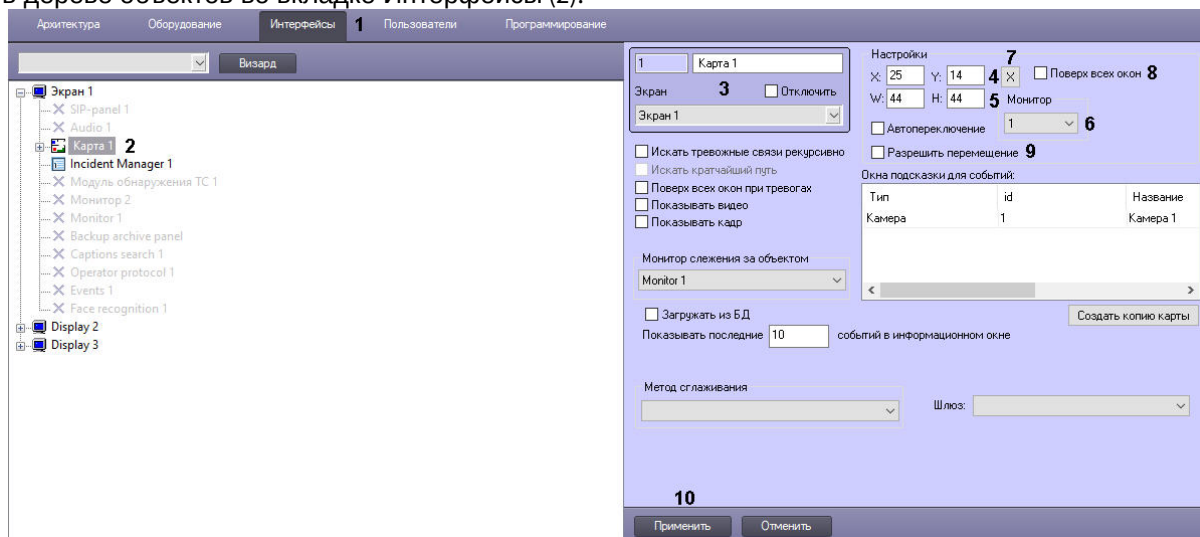 в дереве объектов во вкладке Интерфейсы (2).
Архитектура Оборудование Интерфейсы 1 Пользователи Программирование
Визард
Экран 1
SIP-panel 1
Audio 1
Карта 1 2
Incident Manager 1
Модуль обнаружения ТС 1
Монитор 2
Monitor 1
Backup archive panel
Captions search 1
Operator protocol 1
Events 1
Face recognition 1
Display 2
Display 3
1 Карта 1
Экран 3 Отключить
Экран 1
Искать тревожные связи рекурсивно
Искать кратчайший путь
Поверх всех окон при тревогах
Показывать видео
Показывать кадр
Монитор слежения за объектом
Monitor 1
Загружать из БД
Показывать последние 10 событий в информационном окне
Метод сглаживания
Шлюз:
Настройки 7
X: 25 Y: 14 4 X Поверх всех окон 8
W: 44 H: 44 5 Монитор
Автопереключение 1 6
Разрешить перемещение 9
Окна подсказки для событий:
Тип id Название
Камера 1 Камера 1
Создать копию карты
10
Применить Отменить